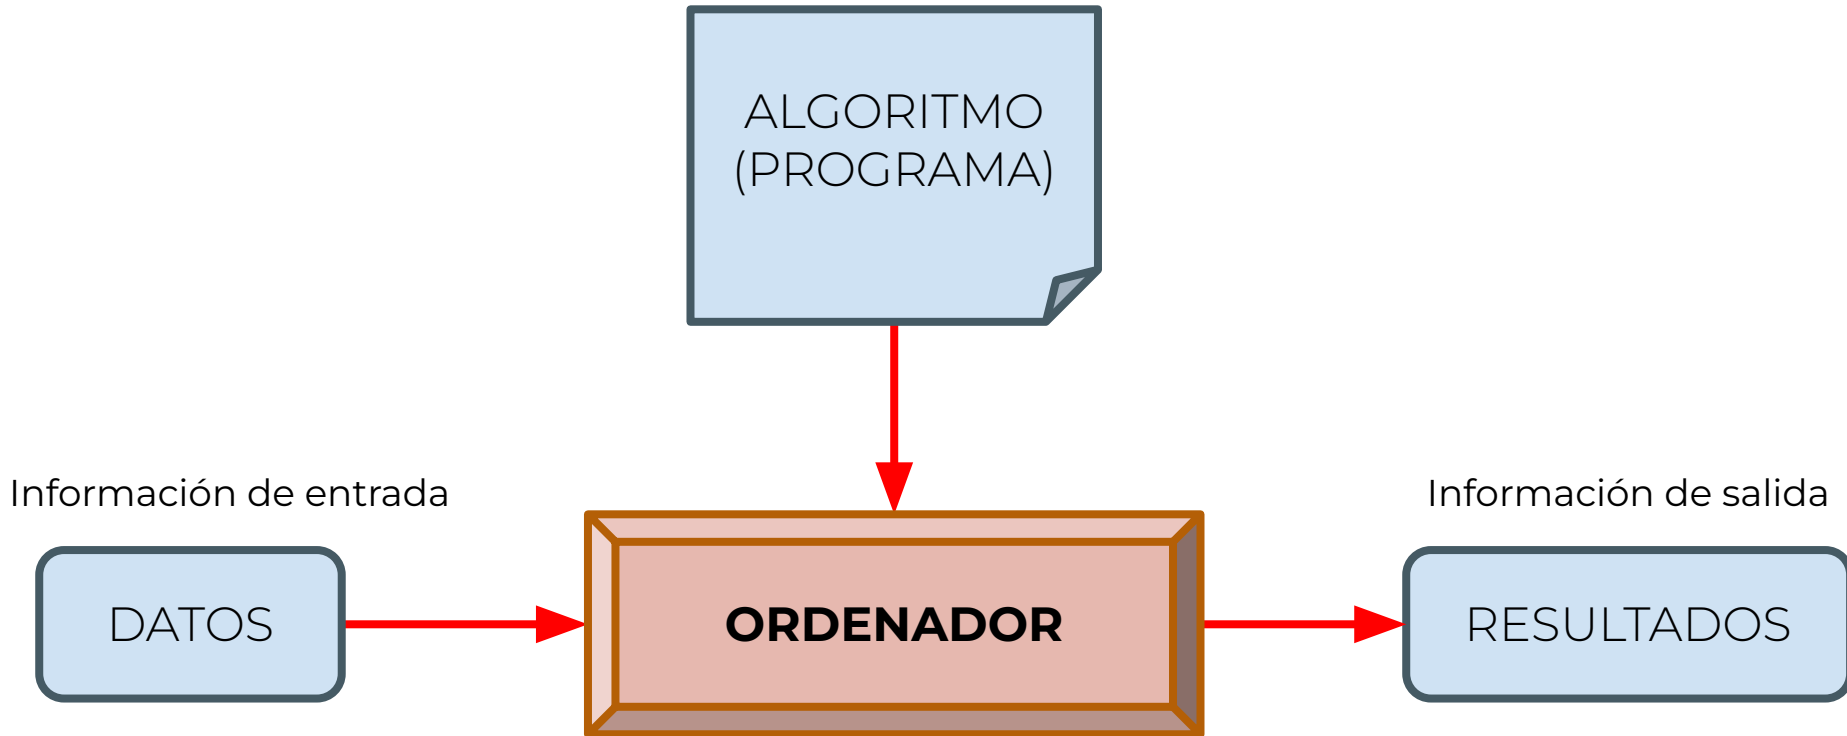 ALGORITMO
(PROGRAMA)
Información de entrada
Información de salida
DATOS
ORDENADOR
RESULTADOS